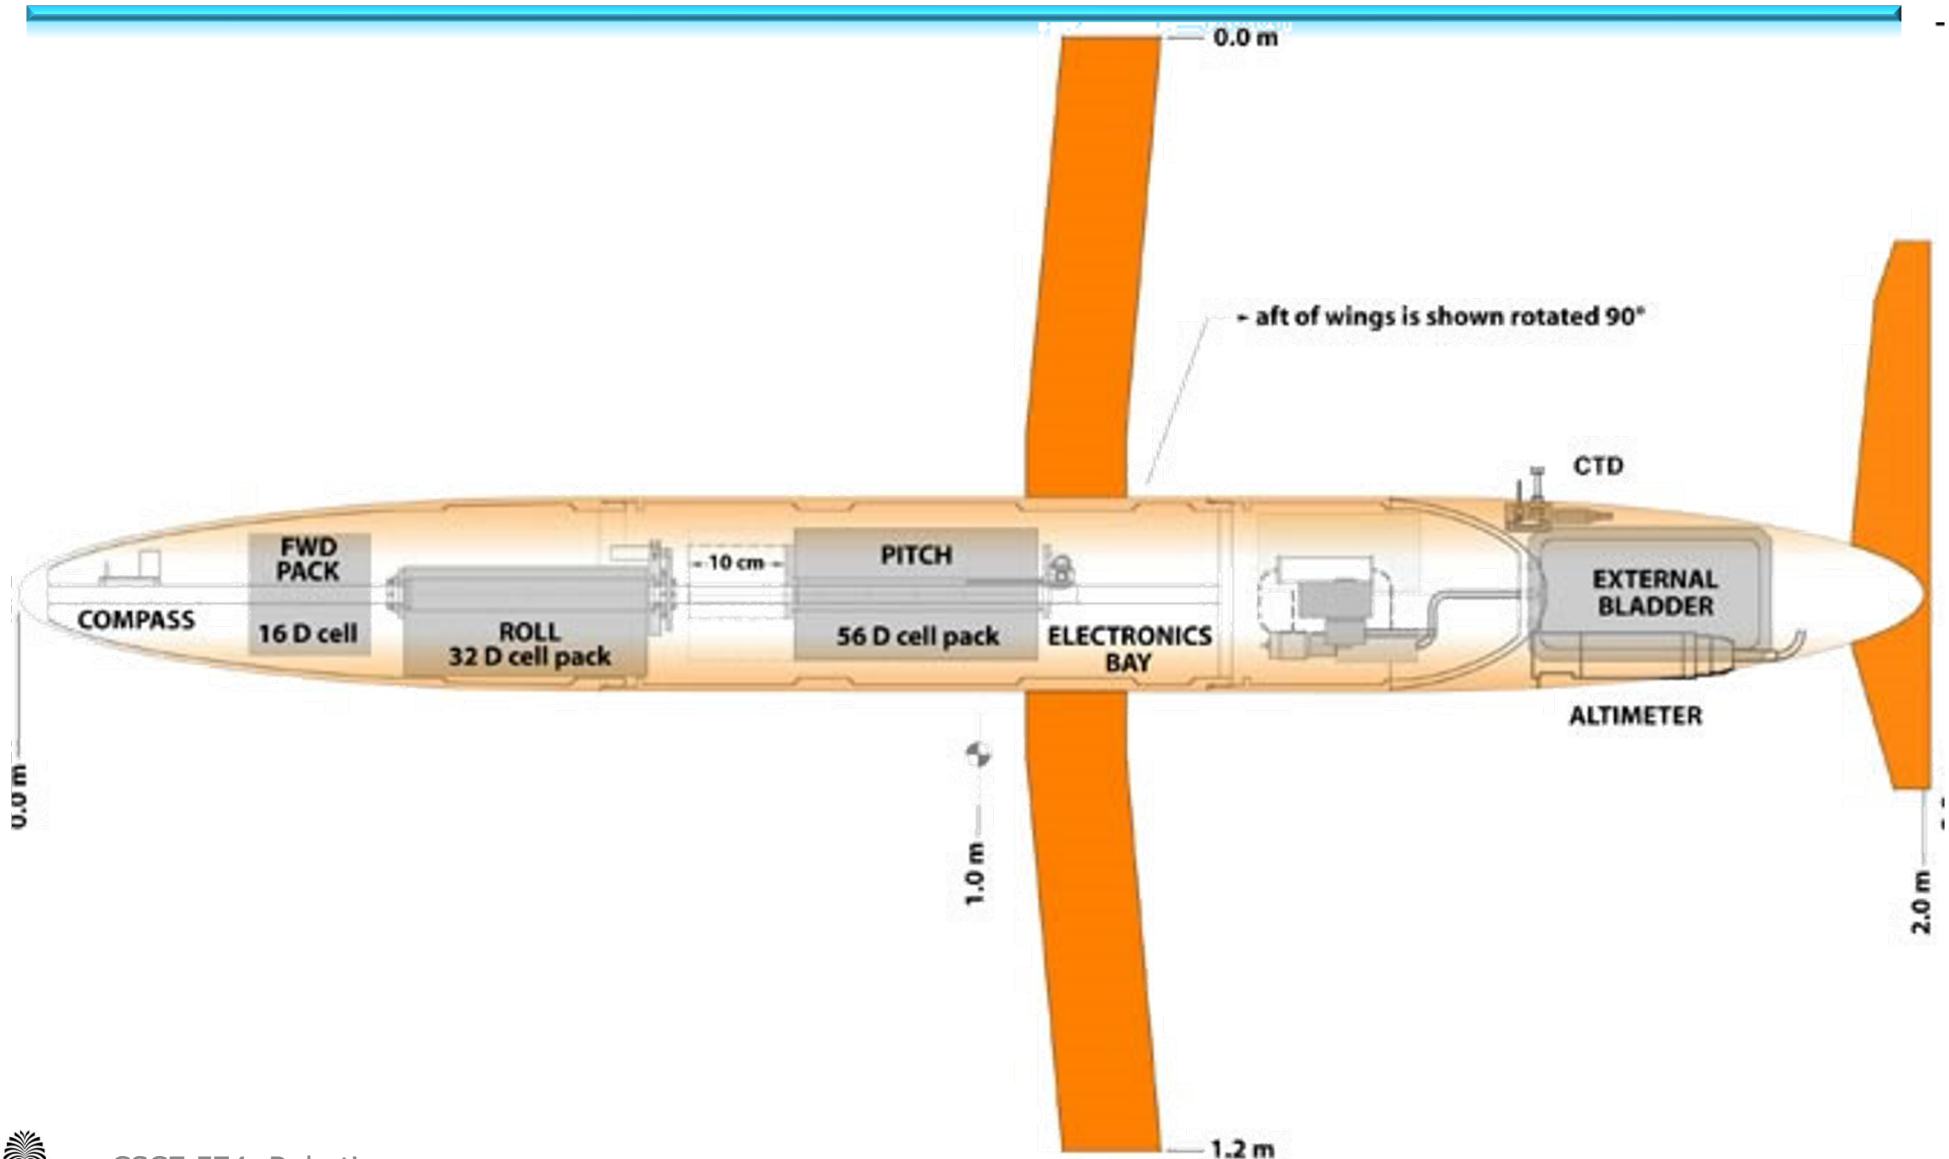 0.0 m
aft of wings is shown rotated 90°
CTD
FWD
PACK
10 cm
PITCH
EXTERNAL
BLADDER
COMPASS
16 D cell
ROLL
32 D cell pack
56 D cell pack
ELECTRONICS
BAY
ALTIMETER
0.0 m
1.0 m
2.0 m
1.2 m